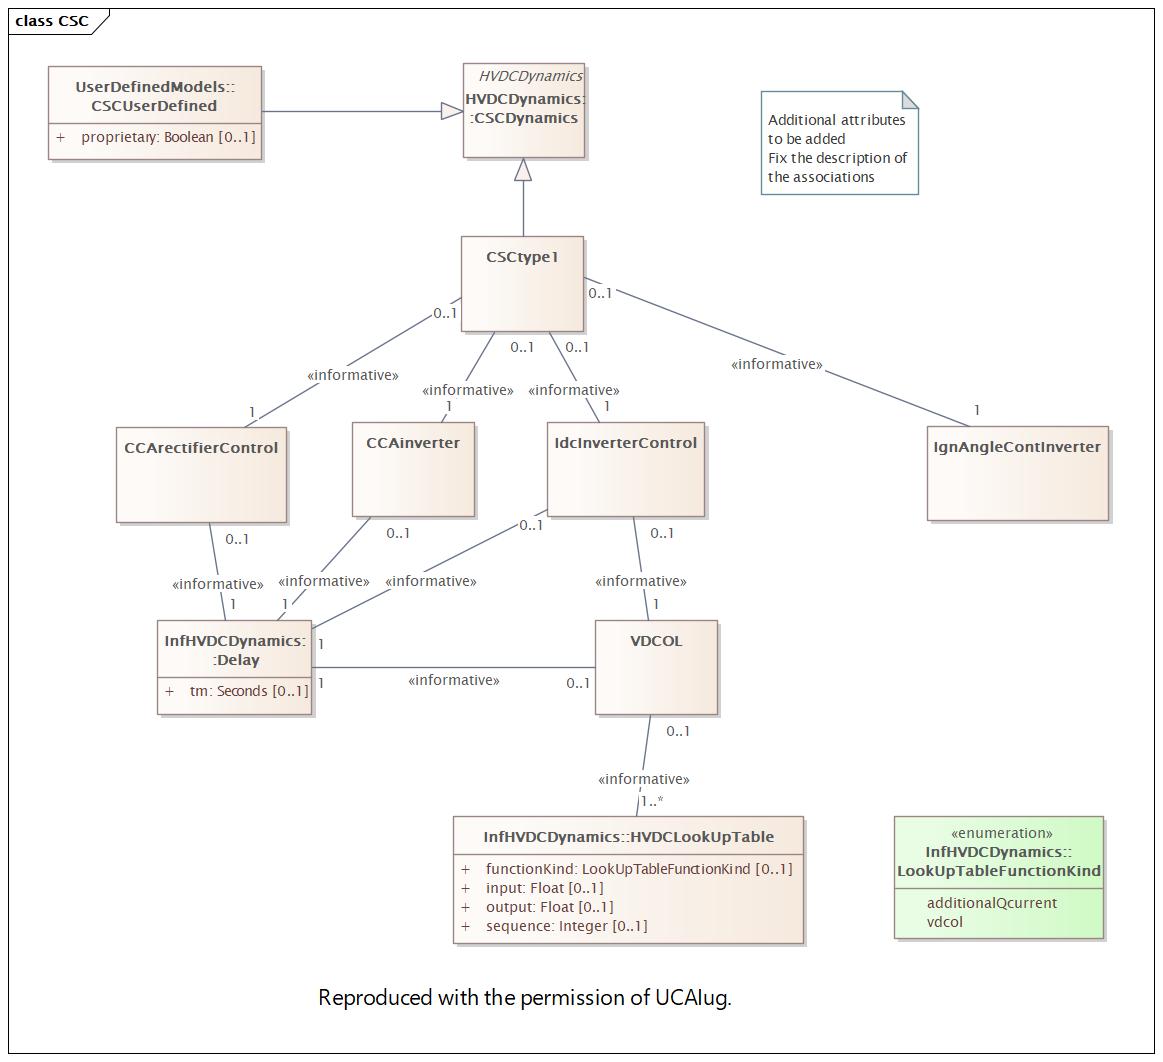 class CSC
UserDefinedModels::
CSCUserDefined
+ proprietary: Boolean [0..1]
HVDCDynamics
HVDCDynamics:
:CSCDynamics
Additional attributes
to be added
Fix the description of
the associations
CSCtype1
0..1
0..1
0..1
0..1
«informative»
«informative»
«informative»
«informative»
1
1
1
1
CCArectifierControl
CCAinverter
IdcInverterControl
IgnAngleContInverter
0..1
0..1
0..1
0..1
«informative»
«informative»
«informative»
«informative»
1
1
1
1
InfHVDCDynamics:
:Delay
+ tm: Seconds [0..1]
VDCOL
1
«informative»
0..1
0..1
«informative»
1..*
InfHVDCDynamics::HVDCLookUpTable
+ functionKind: LookUpTableFunctionKind [0..1]
+ input: Float [0..1]
+ output: Float [0..1]
+ sequence: Integer [0..1]
«enumeration»
InfHVDCDynamics::
LookUpTableFunctionKind
additionalQcurrent
vdcol
Reproduced with the permission of UCAIug.